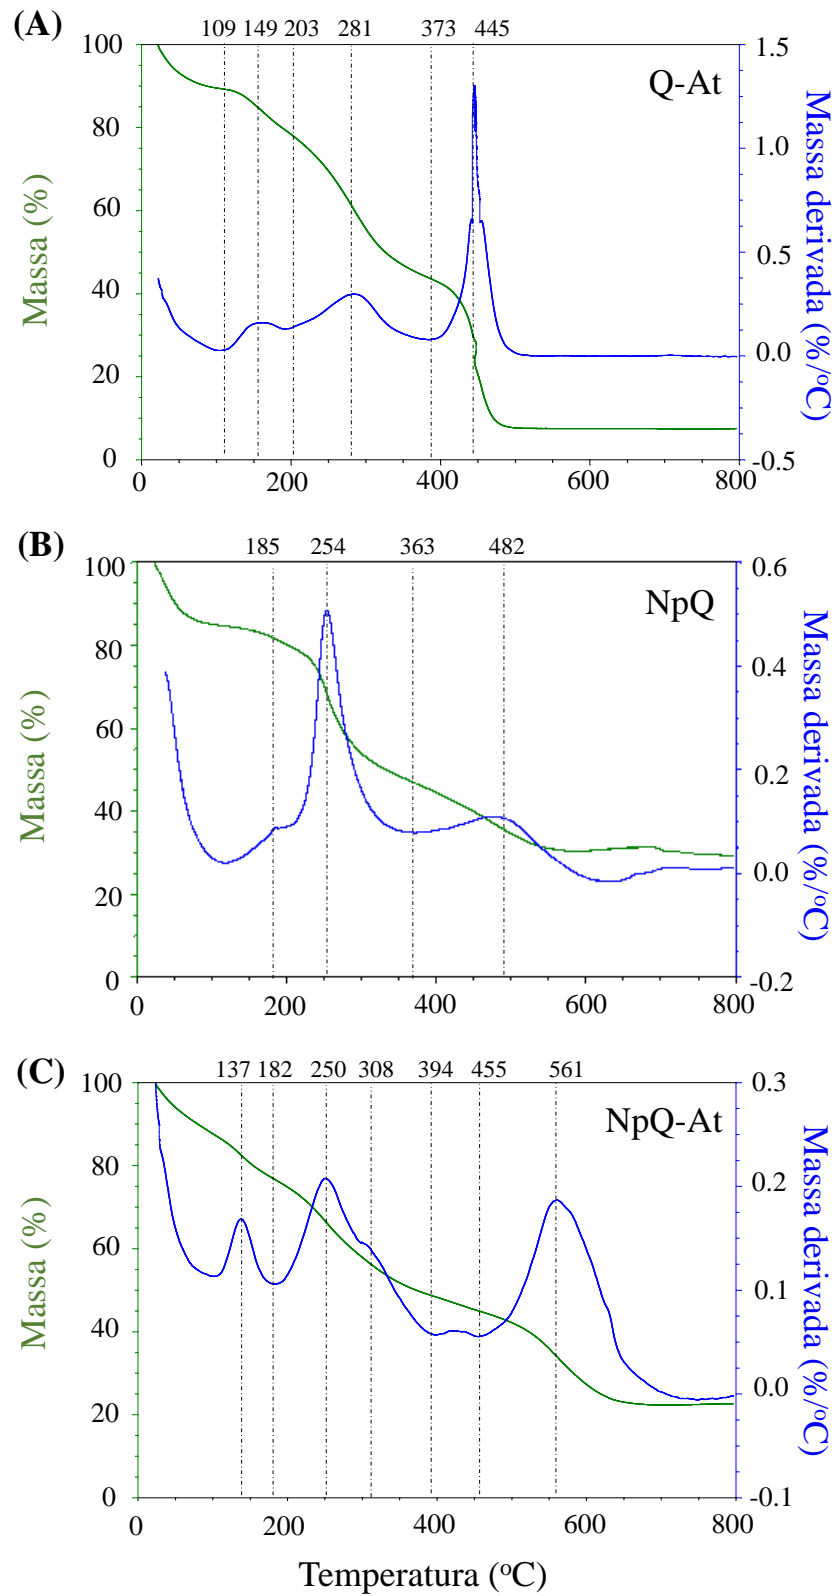 (A)
109 149 203 281 373 445
Q-At
Massa (%)
100
80
60
40
20
0
1.5
1.0
0.5
0.0
-0.5
Massa derivada (%/ºC)
0 200 400 600 800
(B)
185 254 363 482
NpQ
Massa (%)
100
80
60
40
20
0
0.6
0.4
0.2
0.0
-0.2
Massa derivada (%/ºC)
0 200 400 600 800
(C)
137 182 250 308 394 455 561
NpQ-At
Massa (%)
100
80
60
40
20
0
0.3
0.2
0.1
0.0
-0.1
Massa derivada (%/ºC)
0 200 400 600 800
Temperatura (ºC)